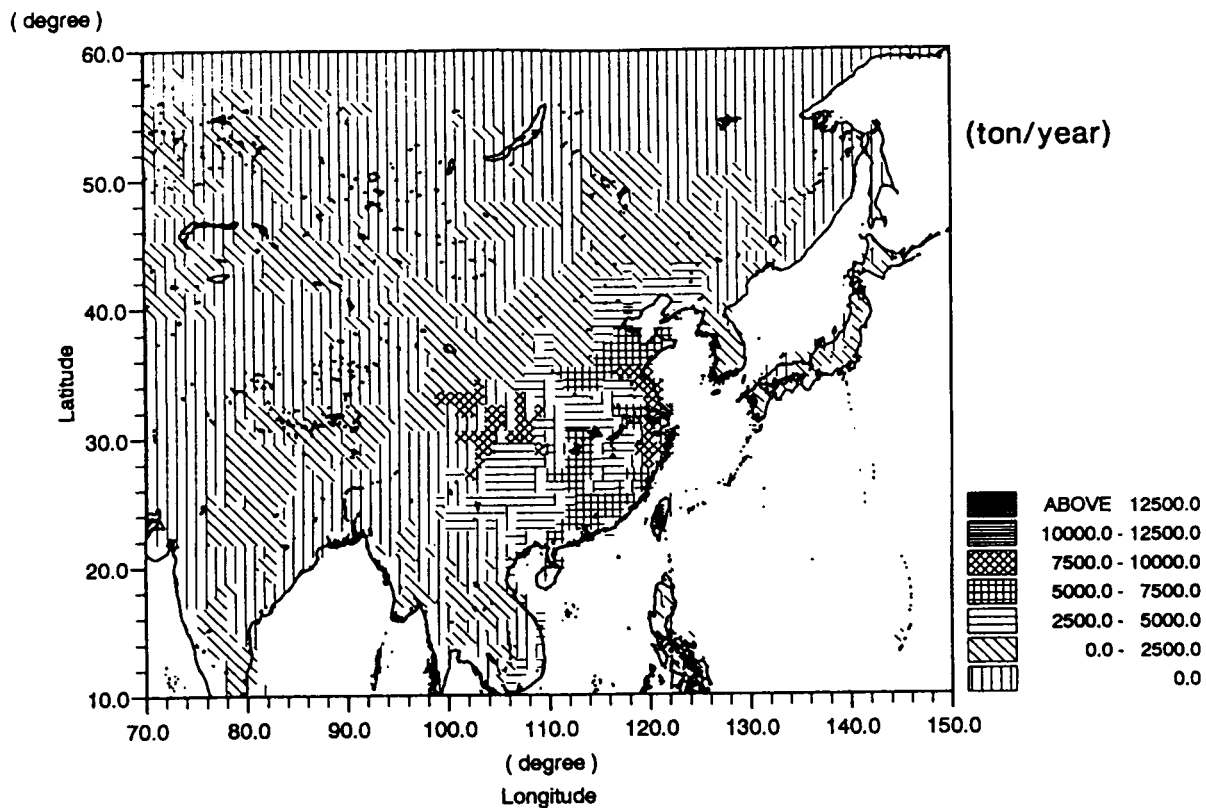 ( degree )
60.0
50.0
40.0
30.0
20.0
10.0
Latitude
70.0 80.0 90.0 100.0 110.0 120.0 130.0 140.0 150.0
( degree )
Longitude
(ton/year)
ABOVE 12500.0
10000.0 - 12500.0
7500.0 - 10000.0
5000.0 - 7500.0
2500.0 - 5000.0
0.0 - 2500.0
0.0